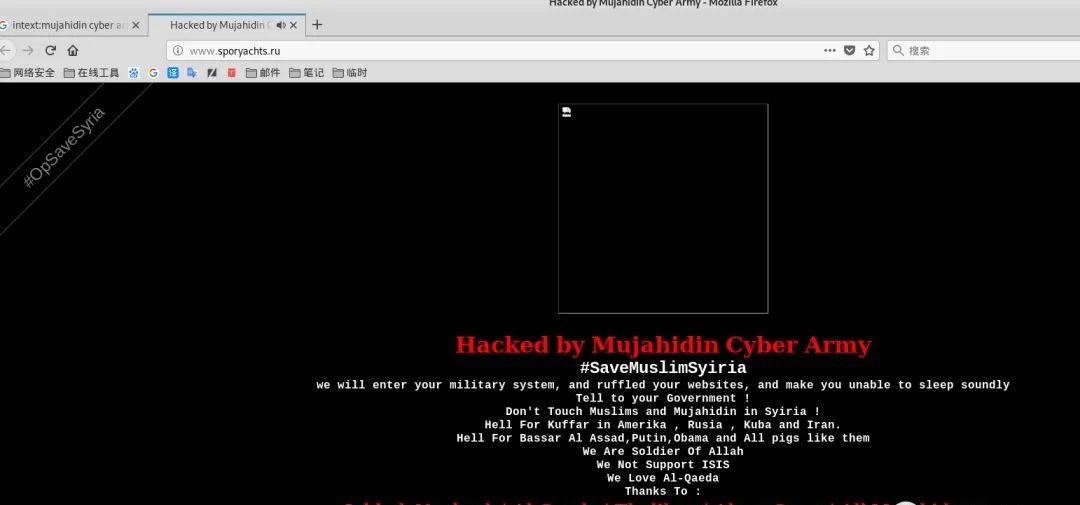 Hacked by Mujahidin Cyber Army - Mozilla Firefox
intext:mujahidin cyber ar
Hacked by Mujahidin C
www.sporyachts.ru
搜索
网络安全 在线工具 译 邮件 笔记 临时
#OpSaveSyria
Hacked by Mujahidin Cyber Army
#SaveMuslimSyiria
we will enter your military system, and ruffled your websites, and make you unable to sleep soundly
Tell to your Government !
Don't Touch Muslims and Mujahidin in Syiria !
Hell For Kuffar in Amerika , Rusia , Kuba and Iran.
Hell For Bassar Al Assad,Putin,Obama and All pigs like them
We Are Soldier Of Allah
We Not Support ISIS
We Love Al-Qaeda
Thanks To :